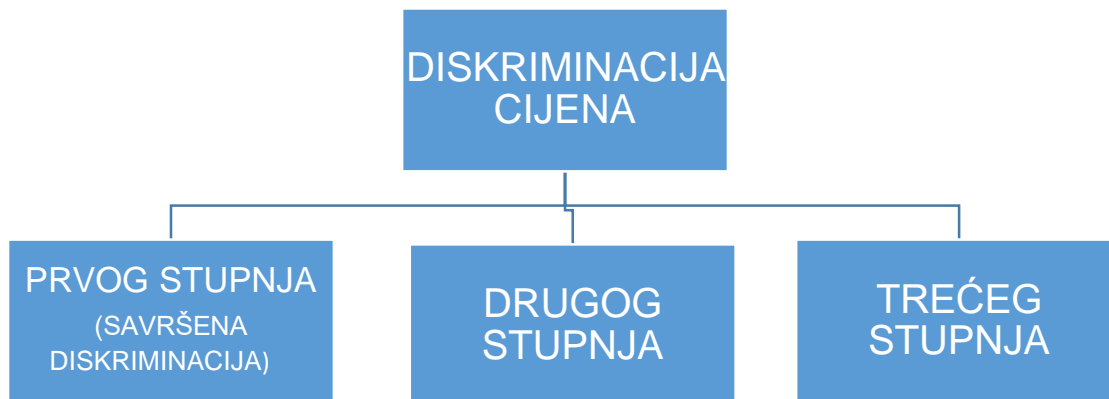 DISKRIMINACIJA
CIJENA
PRVOG STUPNJA
(SAVRŠENA
DISKRIMINACIJA)
DRUGOG
STUPNJA
TREĆEG
STUPNJA